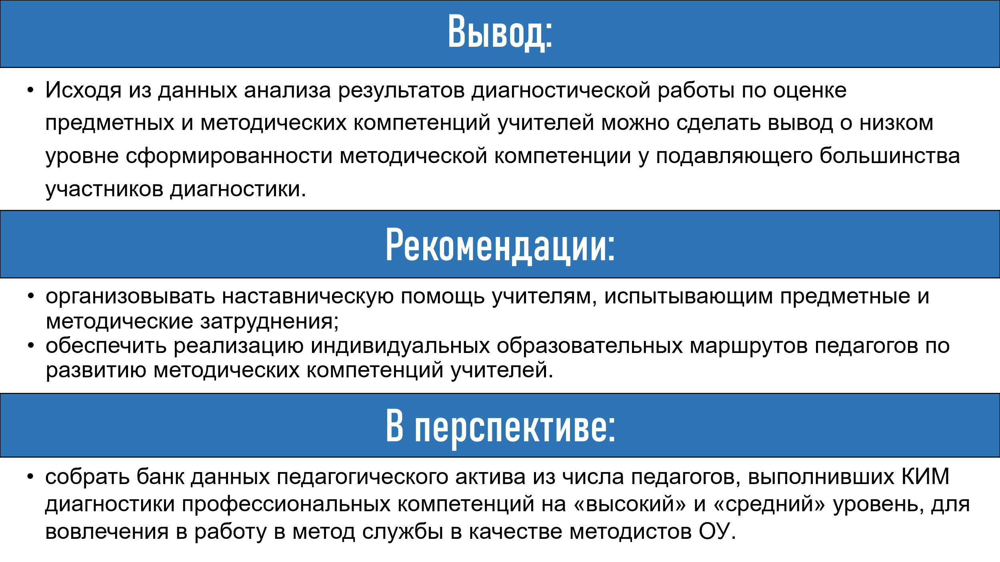 Вывод:
• Исходя из данных анализа результатов диагностической работы по оценке
предметных и методических компетенций учителей можно сделать вывод о низком
уровне сформированности методической компетенции у подавляющего большинства
участников диагностики.
Рекомендации:
• организовывать наставническую помощь учителям, испытывающим предметные и
методические затруднения;
• обеспечить реализацию индивидуальных образовательных маршрутов педагогов по
развитию методических компетенций учителей.
В перспективе:
• собрать банк данных педагогического актива из числа педагогов, выполнивших КИМ
диагностики профессиональных компетенций на «высокий» и «средний» уровень, для
вовлечения в работу в метод службы в качестве методистов ОУ.